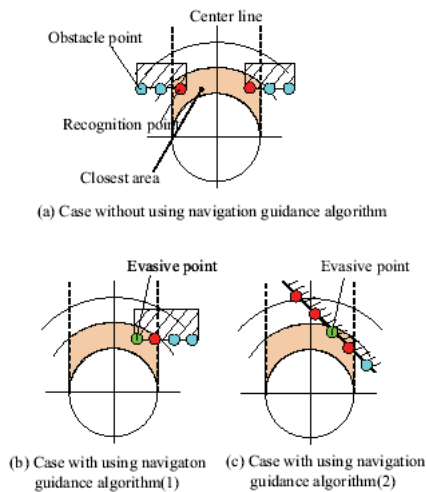 Center line
Obstacle point
Recognition point
Closest area
(a) Case without using navigation guidance algorithm
Evasive point
Evasive point
(b) Case with using navigaton
guidance algorithm(1)
(c) Case with using navigation
guidance algorithm(2)